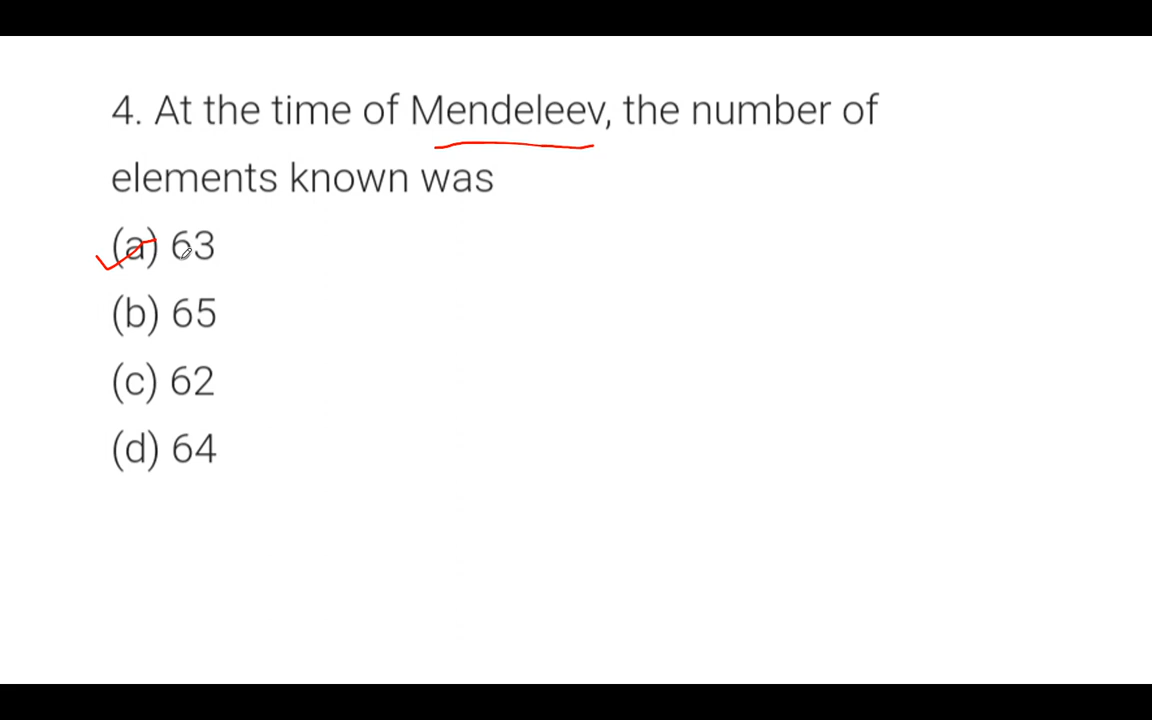 4. At the time of Mendeleev, the number of
elements known was
(a) 63
(b) 65
(c) 62
(d) 64